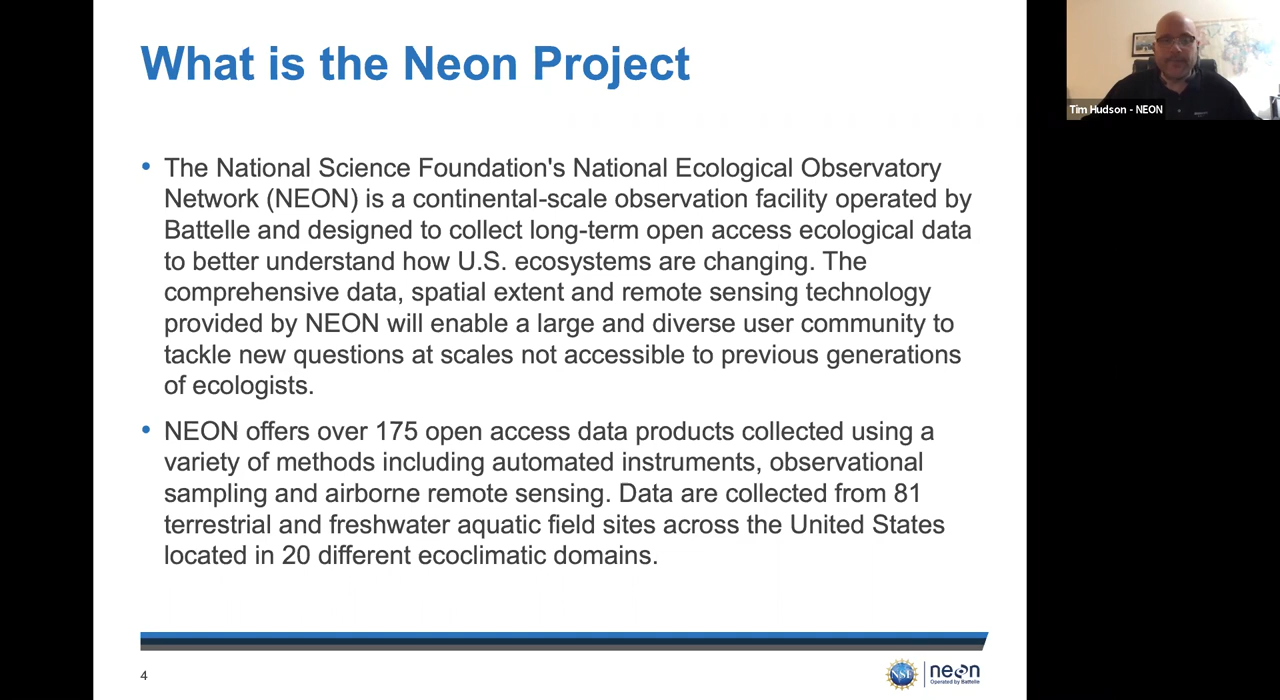 What is the Neon Project
Tim Hudson - NEON
• The National Science Foundation's National Ecological Observatory
Network (NEON) is a continental-scale observation facility operated by
Battelle and designed to collect long-term open access ecological data
to better understand how U.S. ecosystems are changing. The
comprehensive data, spatial extent and remote sensing technology
provided by NEON will enable a large and diverse user community to
tackle new questions at scales not accessible to previous generations
of ecologists.
• NEON offers over 175 open access data products collected using a
variety of methods including automated instruments, observational
sampling and airborne remote sensing. Data are collected from 81
terrestrial and freshwater aquatic field sites across the United States
located in 20 different ecoclimatic domains.
4
NSF
neon
Operated by Battelle